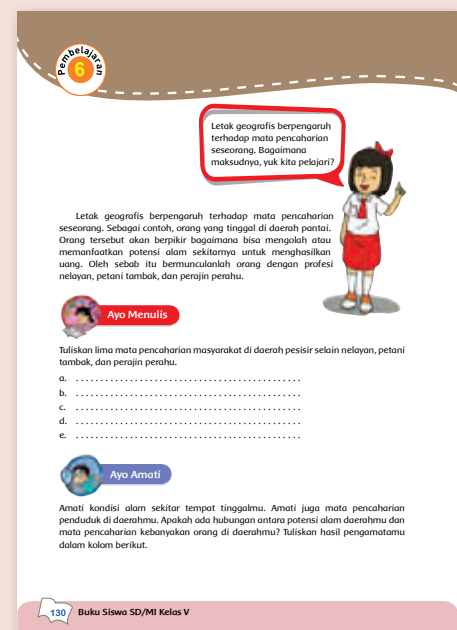 Pembelajaran
6
Letak geografis berpengaruh
terhadap mata pencaharian
seseorang. Bagaimana
maksudnya, yuk kita pelajari?
Letak geografis berpengaruh terhadap mata pencaharian
seseorang. Sebagai contoh, orang yang tinggal di daerah pantai.
Orang tersebut akan berpikir bagaimana bisa mengolah atau
memanfaatkan potensi alam sekitarnya untuk menghasilkan
uang. Oleh sebab itu bermunculanlah orang dengan profesi
nelayan, petani tambak, dan perajin perahu.
Ayo Menulis
Tuliskan lima mata pencaharian masyarakat di daerah pesisir selain nelayan, petani
tambak, dan perajin perahu.
a. . . . . . . . . . . . . . . . . . . . . . . . . . . . . . . . . . . . . . . . . . . . . . .
b. . . . . . . . . . . . . . . . . . . . . . . . . . . . . . . . . . . . . . . . . . . . . . .
c. . . . . . . . . . . . . . . . . . . . . . . . . . . . . . . . . . . . . . . . . . . . . . .
d. . . . . . . . . . . . . . . . . . . . . . . . . . . . . . . . . . . . . . . . . . . . . . .
e. . . . . . . . . . . . . . . . . . . . . . . . . . . . . . . . . . . . . . . . . . . . . . .
Ayo Amati
Amati kondisi alam sekitar tempat tinggalmu. Amati juga mata pencaharian
penduduk di daerahmu. Apakah ada hubungan antara potensi alam daerahmu dan
mata pencaharian kebanyakan orang di daerahmu? Tuliskan hasil pengamatamu
dalam kolom berikut.
130 Buku Siswa SD/MI Kelas V